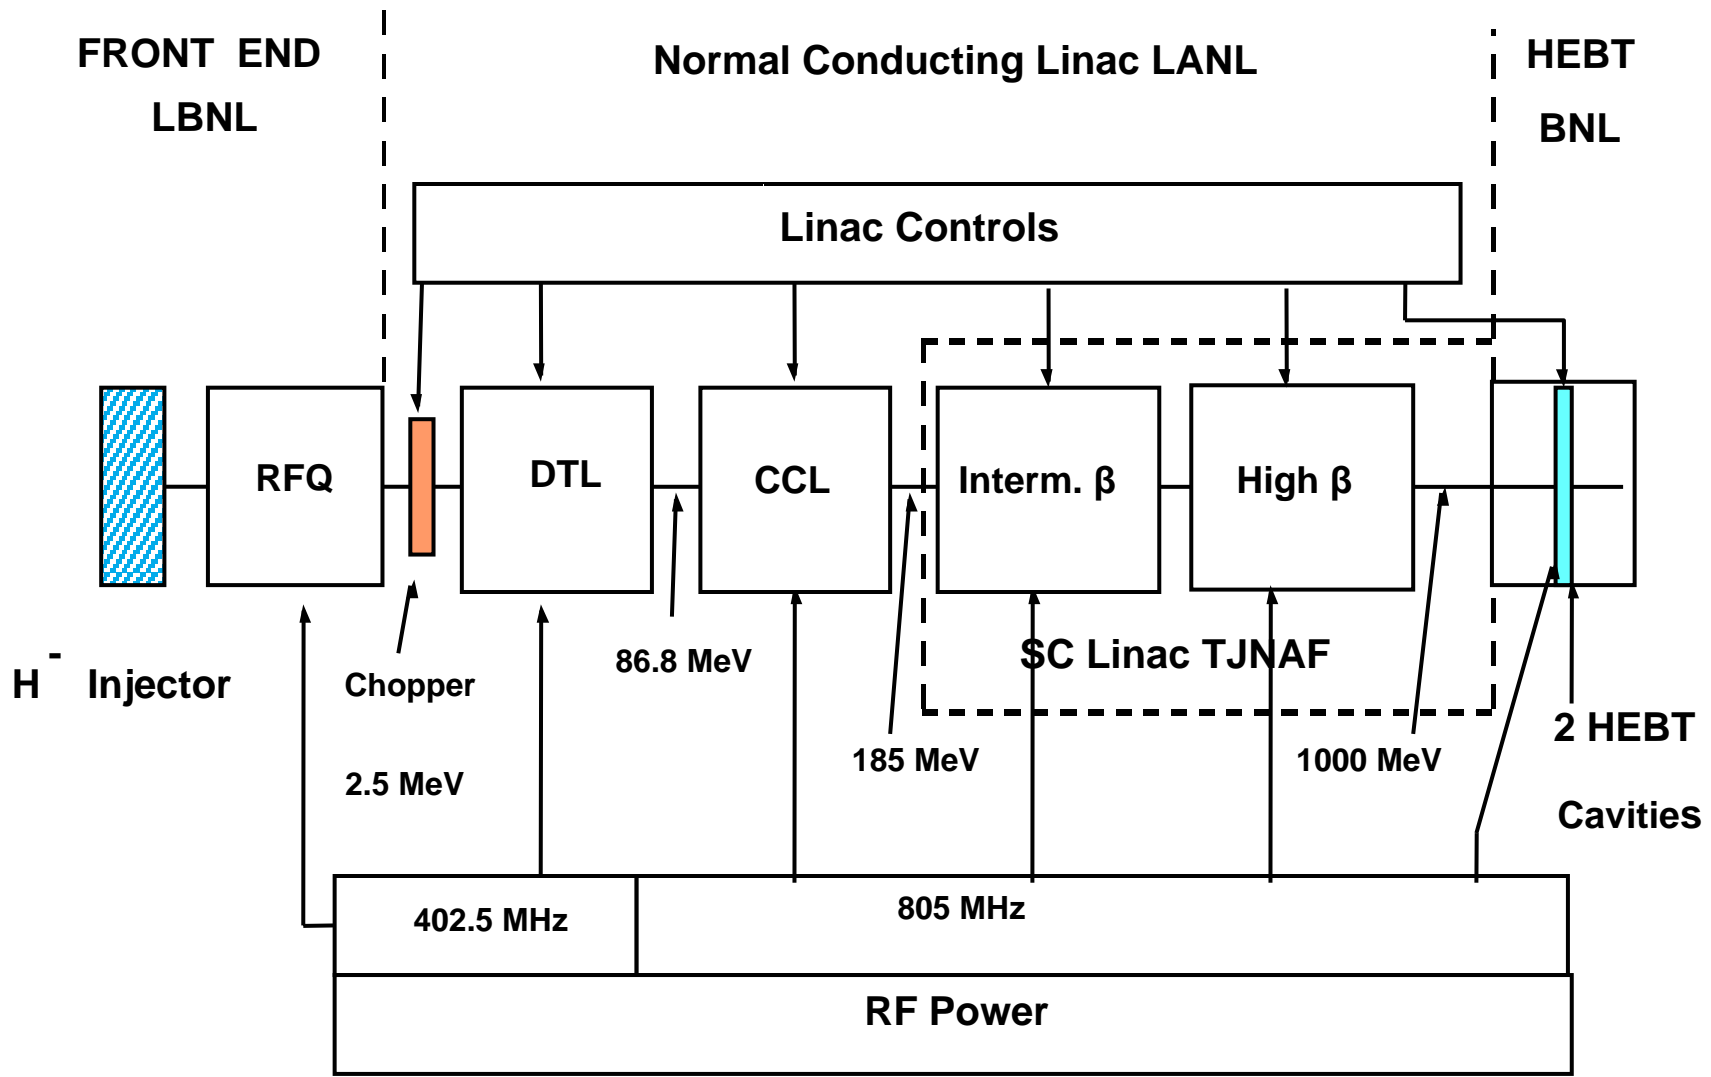 FRONT END
LBNL
Normal Conducting Linac LANL
HEBT
BNL
Linac Controls
RFQ
DTL
CCL
Interm. β
High β
H⁻ Injector
Chopper
2.5 MeV
86.8 MeV
185 MeV
SC Linac TJNAF
1000 MeV
2 HEBT
Cavities
402.5 MHz
805 MHz
RF Power